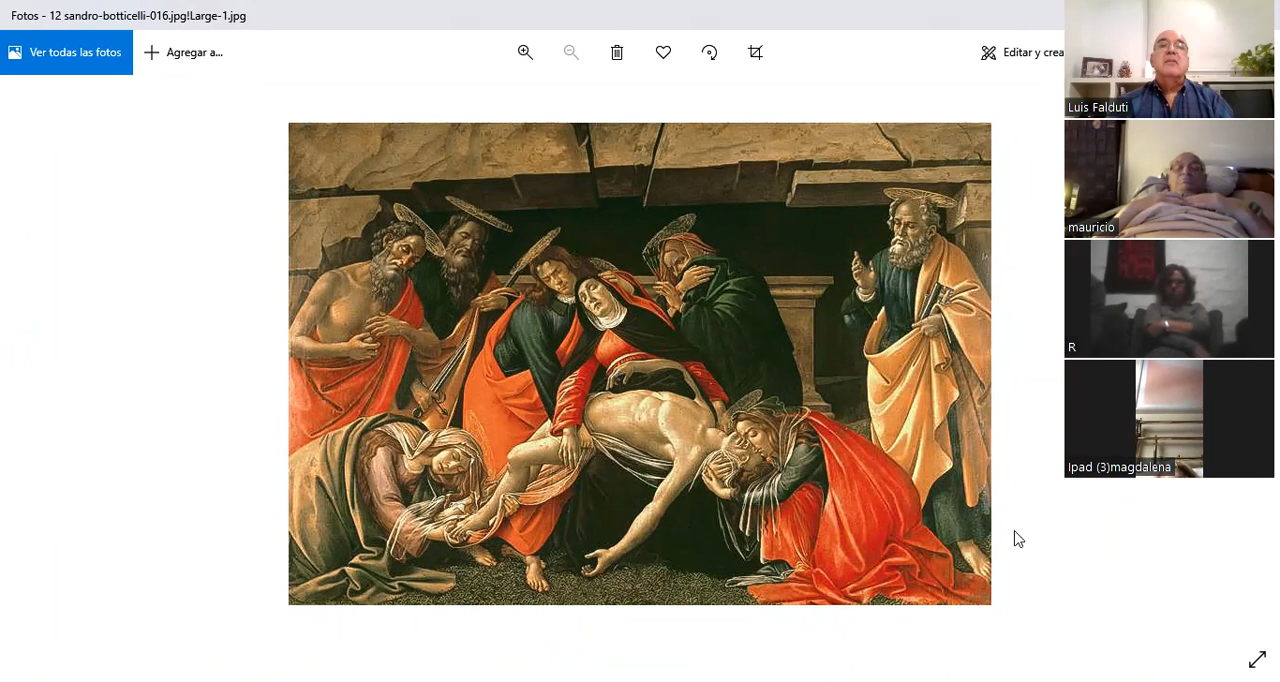 Fotos - 12 sandro-botticelli-016.jpg!Large-1.jpg
Ver todas las fotos
Agregar a...
Editar y crea
Luis Falduti
mauricio
R
Ipad (3)magdalena